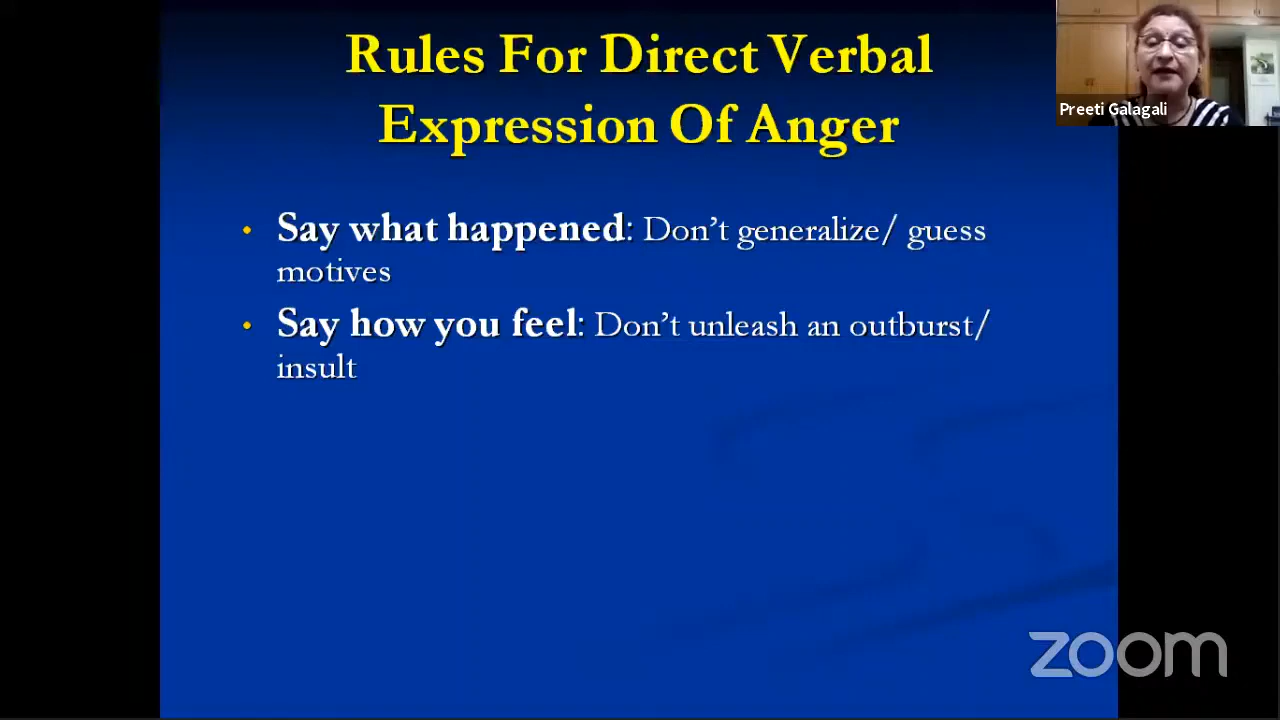 Rules For Direct Verbal
Expression Of Anger
Preeti Galagali
• Say what happened: Don't generalize/ guess
motives
• Say how you feel: Don't unleash an outburst/
insult
zoom